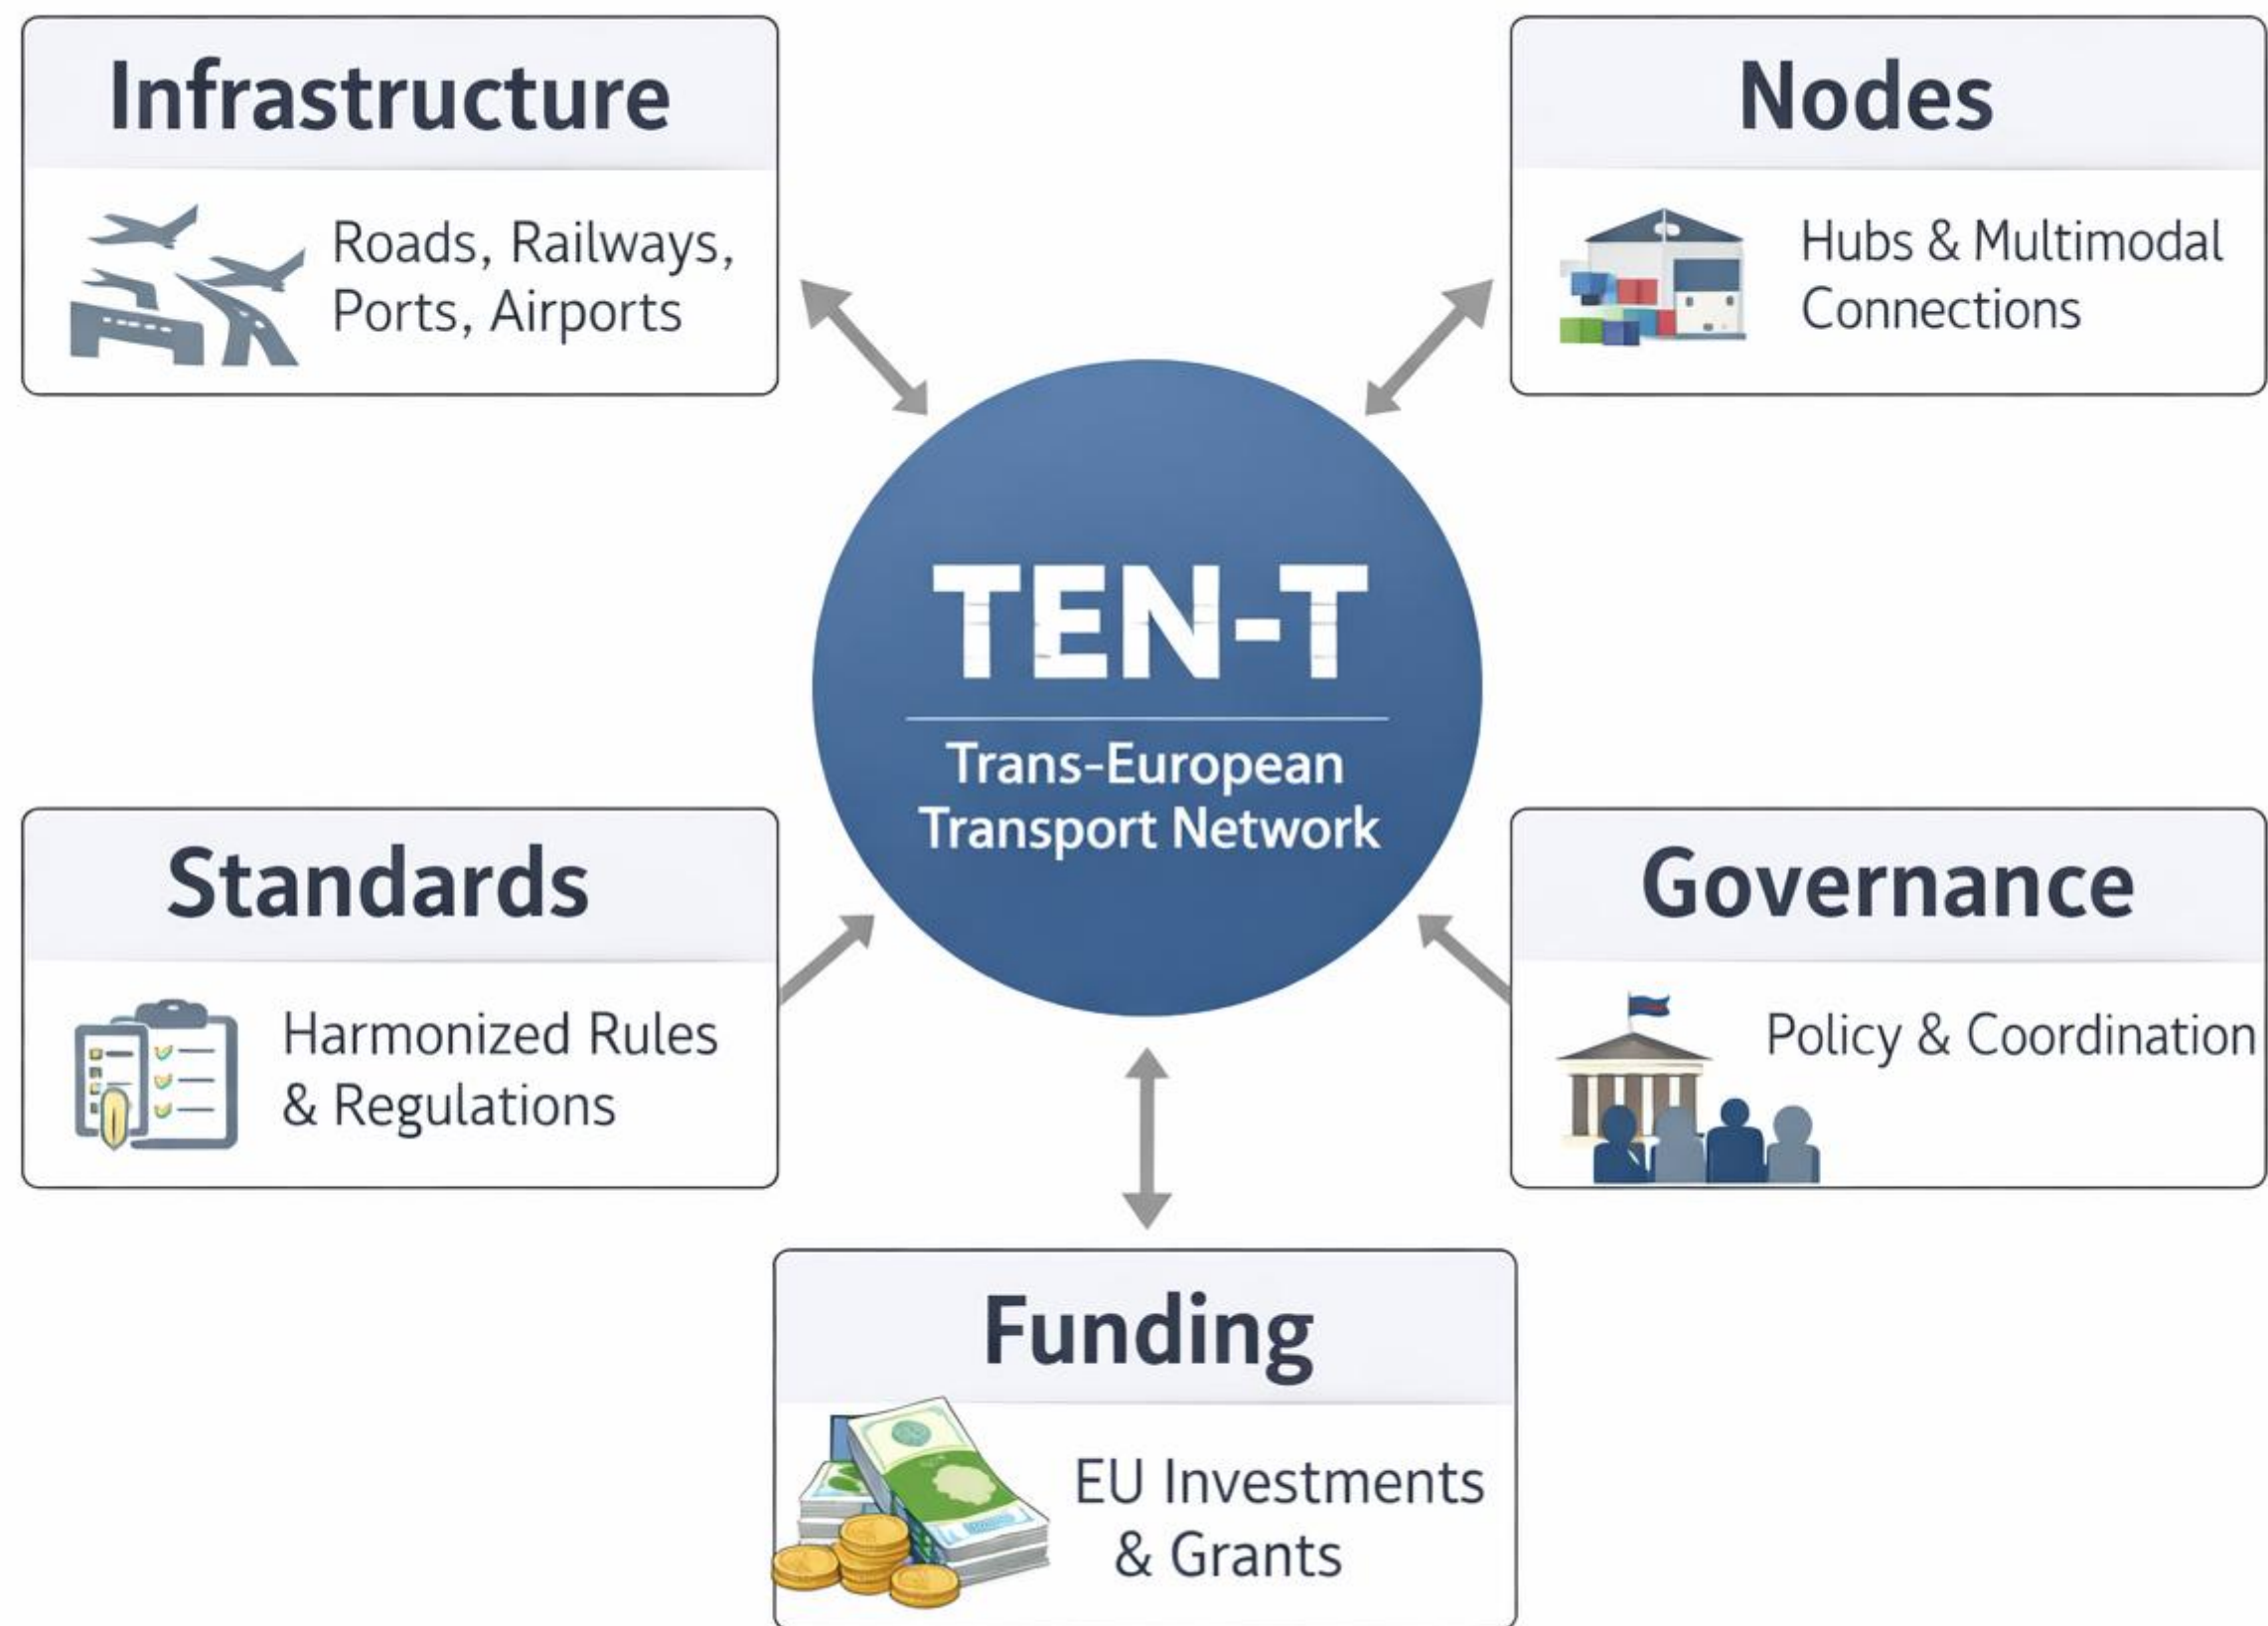 Infrastructure
Roads, Railways,
Ports, Airports
Nodes
Hubs & Multimodal
Connections
TEN-T
Trans-European
Transport Network
Standards
Harmonized Rules
& Regulations
Governance
Policy & Coordination
Funding
EU Investments
& Grants